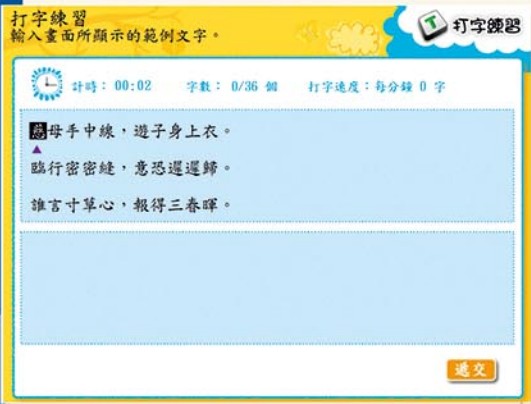 打字練習
輸入畫面所顯示的範例文字。
打字練習
計時：00:02 字數：0/36 個 打字速度：每分鐘 0 字
慈母手中線，遊子身上衣。
臨行密密縫，意恐遲遲歸。
誰言寸草心，報得三春暉。
遞交